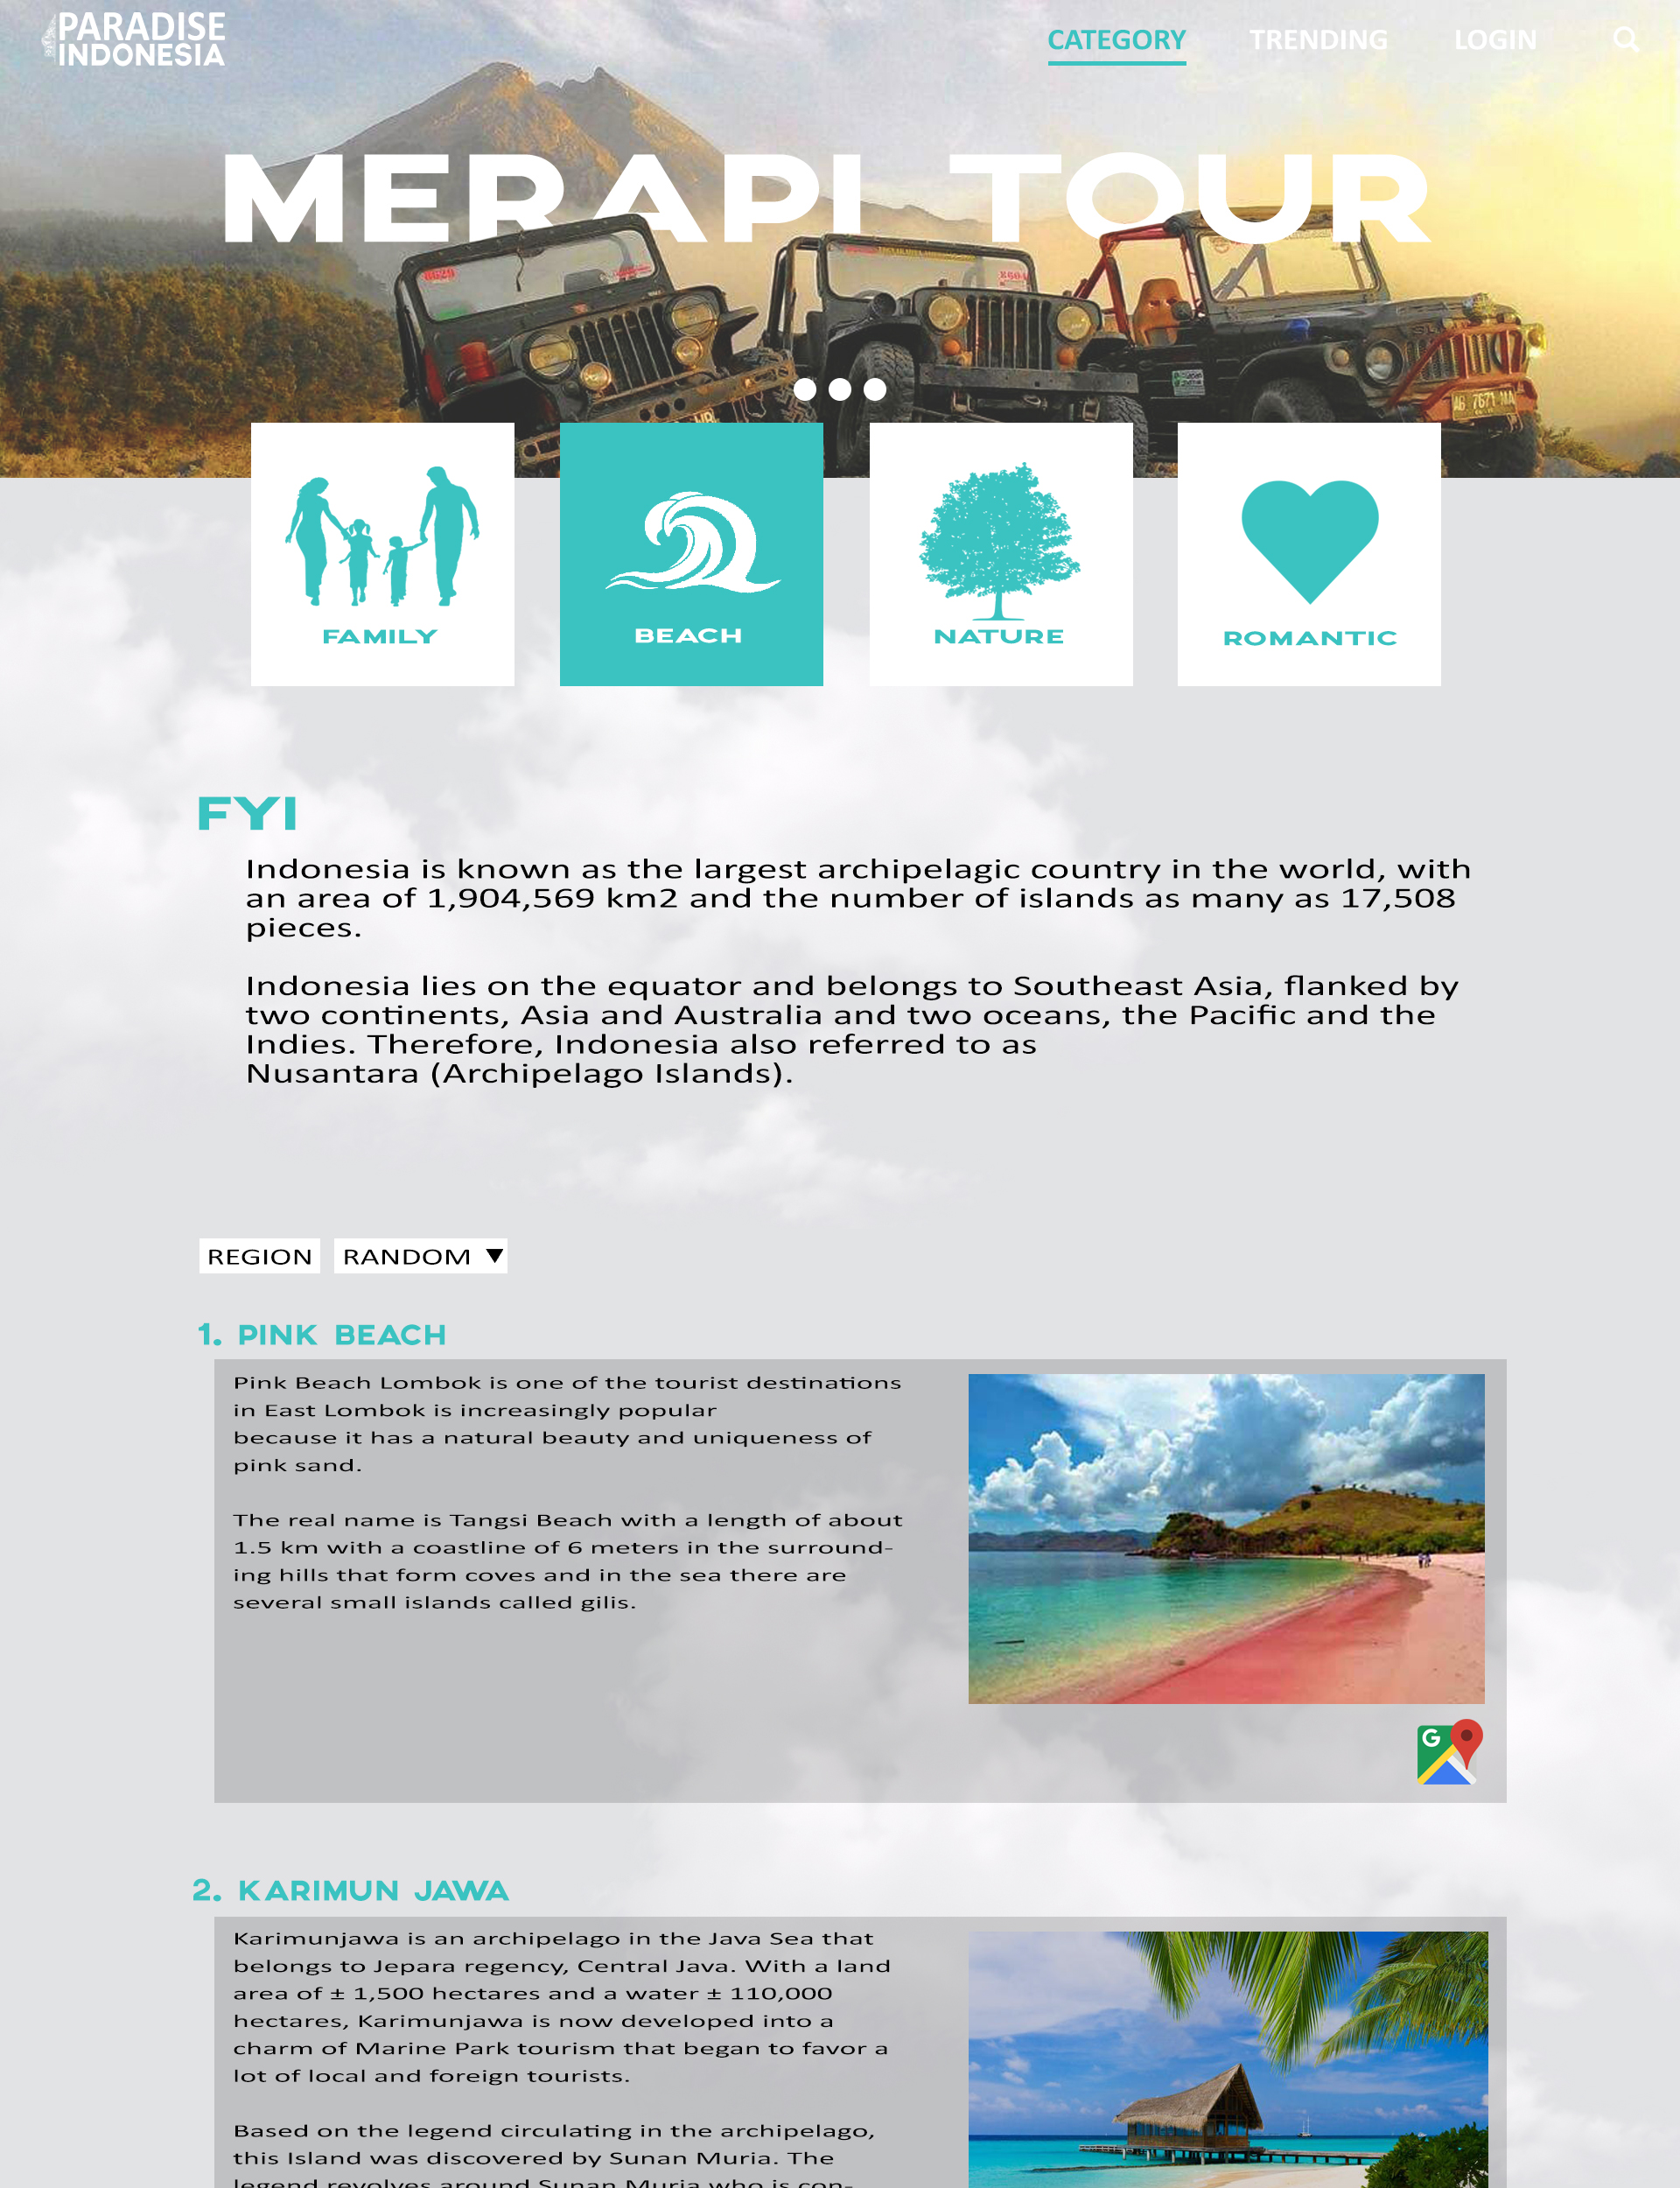 PARADISE
INDONESIA
CATEGORY
TRENDING
LOGIN
MERAPI TOUR
8629
8604
AB 7671 MA
FAMILY
BEACH
NATURE
ROMANTIC
FYI
Indonesia is known as the largest archipelagic country in the world, with
an area of 1,904,569 km2 and the number of islands as many as 17,508
pieces.
Indonesia lies on the equator and belongs to Southeast Asia, flanked by
two continents, Asia and Australia and two oceans, the Pacific and the
Indies. Therefore, Indonesia also referred to as
Nusantara (Archipelago Islands).
REGION
RANDOM ▼
1. PINK BEACH
Pink Beach Lombok is one of the tourist destinations
in East Lombok is increasingly popular
because it has a natural beauty and uniqueness of
pink sand.
The real name is Tangsi Beach with a length of about
1.5 km with a coastline of 6 meters in the surround-
ing hills that form coves and in the sea there are
several small islands called gilis.
G
2. KARIMUN JAWA
Karimunjawa is an archipelago in the Java Sea that
belongs to Jepara regency, Central Java. With a land
area of ± 1,500 hectares and a water ± 110,000
hectares, Karimunjawa is now developed into a
charm of Marine Park tourism that began to favor a
lot of local and foreign tourists.
Based on the legend circulating in the archipelago,
this Island was discovered by Sunan Muria. The
legend revolves around Sunan Muria who is con-